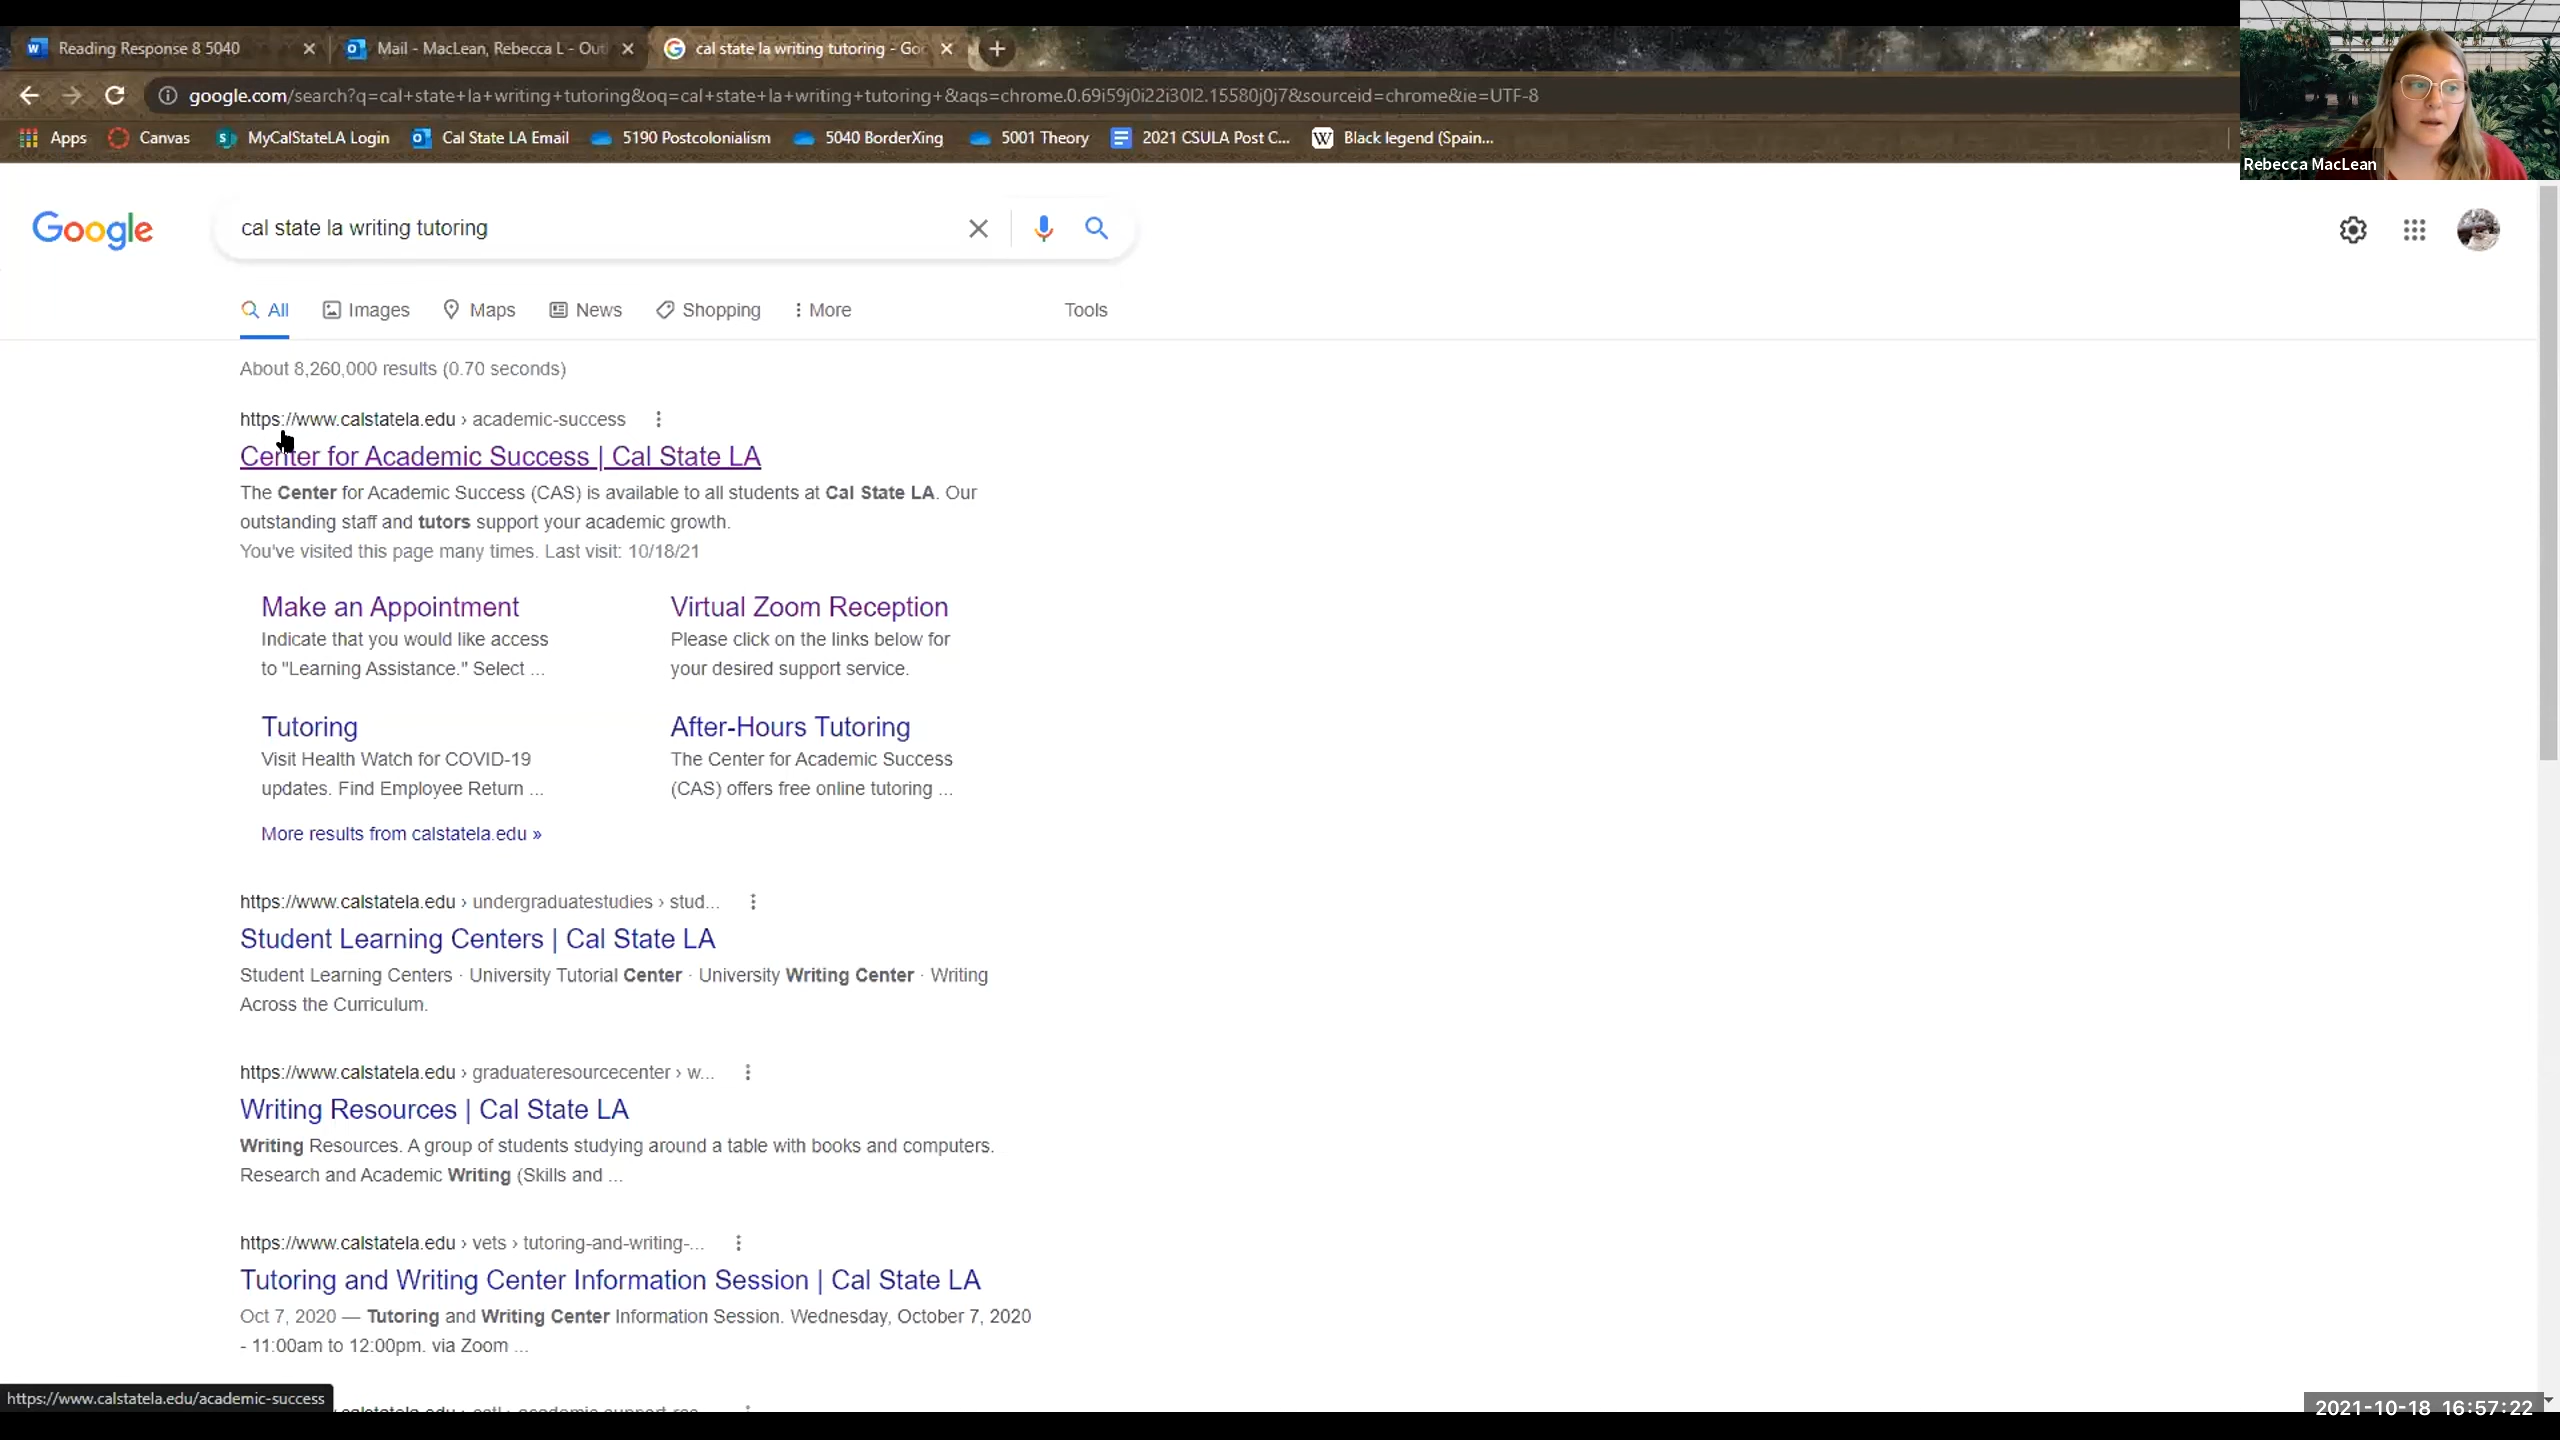 Reading Response 8 5040
Mail - MacLean, Rebecca L - Out
cal state la writing tutoring - Go
google.com/search?q=cal+state+la+writing+tutoring&oq=cal+state+la+writing+tutoring+&aqs=chrome.0.69i59j0i22i30l2.15580j0j7&sourceid=chrome&ie=UTF-8
Apps
Canvas
MyCalStateLA Login
Cal State LA Email
5190 Postcolonialism
5040 BorderXing
5001 Theory
2021 CSULA Post C...
Black legend (Spain...
Rebecca MacLean
Google
cal state la writing tutoring
All
Images
Maps
News
Shopping
More
Tools
About 8,260,000 results (0.70 seconds)
https://www.calstatela.edu › academic-success
Center for Academic Success | Cal State LA
The Center for Academic Success (CAS) is available to all students at Cal State LA. Our
outstanding staff and tutors support your academic growth.
You've visited this page many times. Last visit: 10/18/21
Make an Appointment
Indicate that you would like access
to "Learning Assistance." Select ...
Virtual Zoom Reception
Please click on the links below for
your desired support service.
Tutoring
Visit Health Watch for COVID-19
updates. Find Employee Return ...
After-Hours Tutoring
The Center for Academic Success
(CAS) offers free online tutoring ...
More results from calstatela.edu »
https://www.calstatela.edu › undergraduatestudies › stud...
Student Learning Centers | Cal State LA
Student Learning Centers · University Tutorial Center · University Writing Center · Writing
Across the Curriculum.
https://www.calstatela.edu › graduateresourcecenter › w...
Writing Resources | Cal State LA
Writing Resources. A group of students studying around a table with books and computers.
Research and Academic Writing (Skills and ...
https://www.calstatela.edu › vets › tutoring-and-writing-...
Tutoring and Writing Center Information Session | Cal State LA
Oct 7, 2020 — Tutoring and Writing Center Information Session. Wednesday, October 7, 2020
- 11:00am to 12:00pm. via Zoom ...
https://www.calstatela.edu/academic-success
2021-10-18 16:57:22